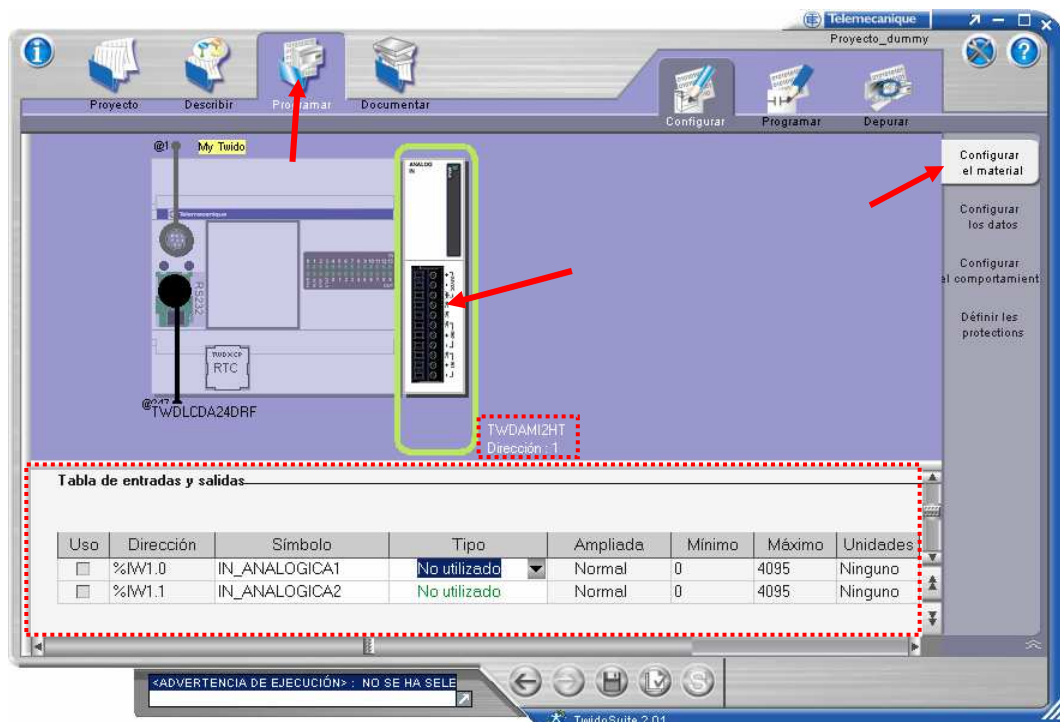 Telemecanique
Proyecto_dummy
Proyecto
Describir
Programar
Documentar
Configurar
Programar
Depurar
@1
My Twido
ANALOG
IN
Telemecanique
RS232
TWDXCP
RTC
@247
TWDLCDA24DRF
TWDAMI2HT
Dirección : 1
Configurar
el material
Configurar
los datos
Configurar
el comportamient
Définir les
protections
Tabla de entradas y salidas
Uso Dirección Símbolo Tipo Ampliada Mínimo Máximo Unidades
%IW1.0 IN_ANALOGICA1 No utilizado Normal 0 4095 Ninguno
%IW1.1 IN_ANALOGICA2 No utilizado Normal 0 4095 Ninguno
<ADVERTENCIA DE EJECUCIÓN> : NO SE HA SELE
TwidoSuite 2.01